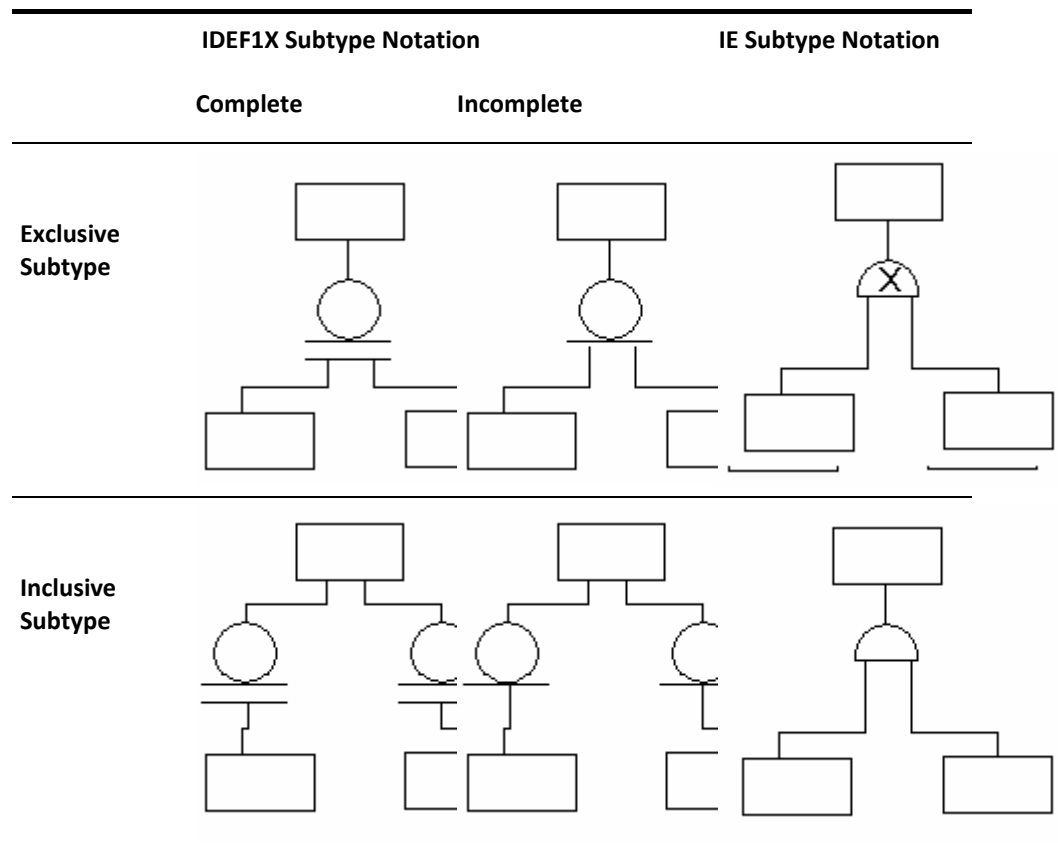 IDEF1X Subtype Notation IE Subtype Notation
Complete Incomplete
Exclusive
Subtype
X
Inclusive
Subtype